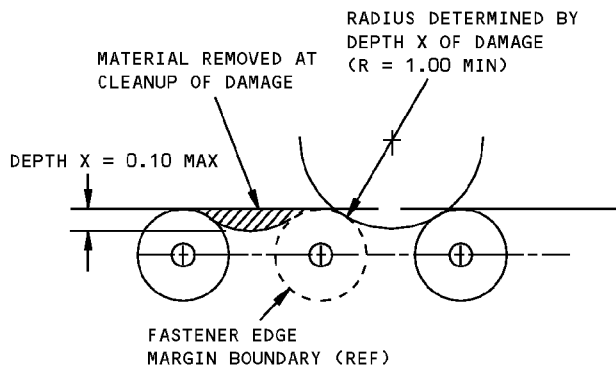 RADIUS DETERMINED BY
DEPTH X OF DAMAGE
(R = 1.00 MIN)
MATERIAL REMOVED AT
CLEANUP OF DAMAGE
DEPTH X = 0.10 MAX
FASTENER EDGE
MARGIN BOUNDARY (REF)